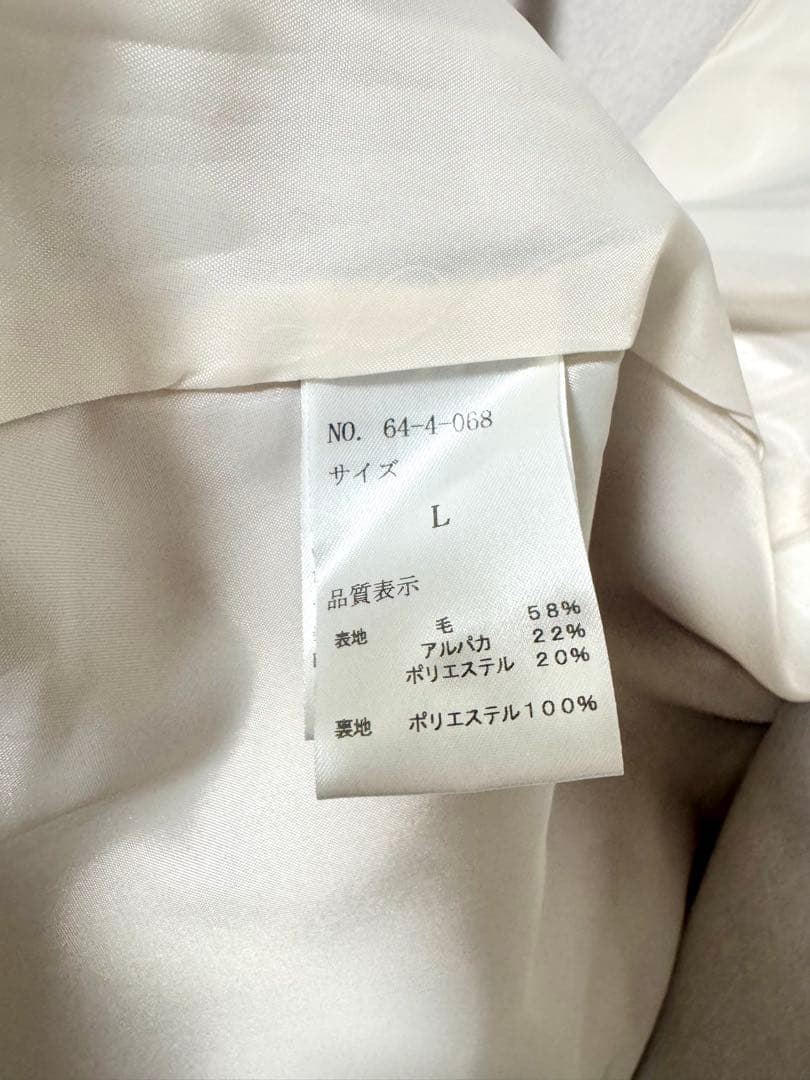 NO. 64-4-068
サイズ
L
品質表示
表地 毛 58%
アルパカ 22%
ポリエステル 20%
裏地 ポリエステル100%